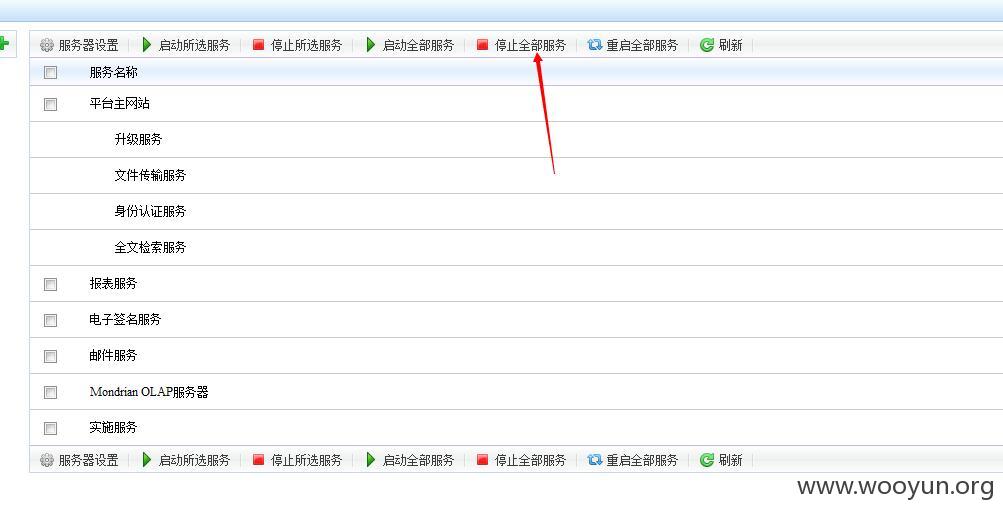 服务器设置 启动所选服务 停止所选服务 启动全部服务 停止全部服务 重启全部服务 刷新
服务名称
平台主网站
升级服务
文件传输服务
身份认证服务
全文检索服务
报表服务
电子签名服务
邮件服务
Mondrian OLAP服务器
实施服务
服务器设置 启动所选服务 停止所选服务 启动全部服务 停止全部服务 重启全部服务 刷新
www.wooyun.org